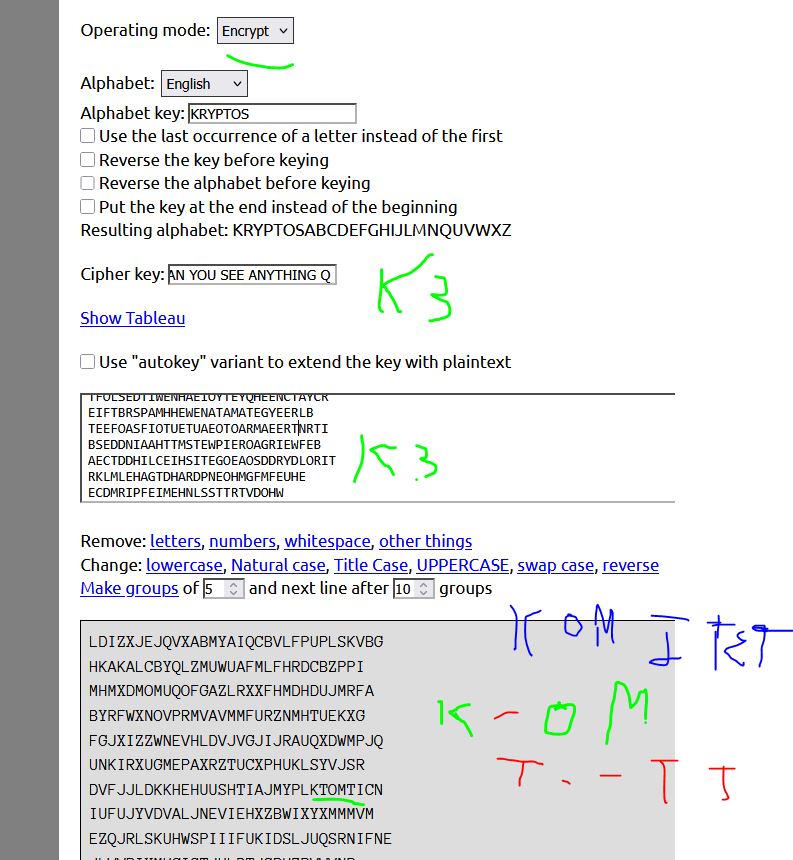 Operating mode: Encrypt
Alphabet: English
Alphabet key: KRYPTOS
Use the last occurrence of a letter instead of the first
Reverse the key before keying
Reverse the alphabet before keying
Put the key at the end instead of the beginning
Resulting alphabet: KRYPTOSABCDEFGHIJLMNQUVWXZ
Cipher key: AN YOU SEE ANYTHING Q
K3
Show Tableau
Use "autokey" variant to extend the key with plaintext
TFOLSEDTIWENHAEIOYTEYQHEENCTAYCR
EIFTBRSPAMHHEWENATAMATEGYEERLB
TEEFOASFIOTUETUAEOTOARMAEERTNRTI
BSEDDNIAAHTTMSTEWPIEROAGRIEWFEB
AECTDDHILCEIHSITEGOEAOSDDRYDLORIT
RKLMLEHAGTDHARDPNEOHMGFMFEUHE
ECDMRIPFEIMEHNLSSTTRTVDOHW
K3
Remove: letters, numbers, whitespace, other things
Change: lowercase, Natural case, Title Case, UPPERCASE, swap case, reverse
Make groups of 5 and next line after 10 groups
LDIZXJEJQVXABMYAIQCBVLFPUPLSKVBG
HKAKALCBYQLZMUWUAFMLFHRDCBZPPI
MHMXDMOMUQOFGAZLRXXFHMDHDUJMRFA
BYRFWXNOVPRMVAVMMFURZNMHTUEKXG
FGJXIZZWNEVHLDVJVGJIJRAUQXDWMPJQ
UNKIRXUGMEPAXRZTUCXPHUKLSYVJSR
DVFJJLDKKHEHUUSHTIAJMYPLKTOMTICN
IUFUJYVDVALJNEVIEHXZBWIXYXMMMVM
EZQJRLSKUHWSPIIIFUKIDSLJUQSRNIFNE
K-OM
T.-T